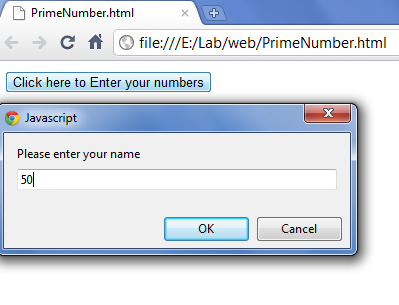 PrimeNumber.html
file:///E:/Lab/web/PrimeNumber.html
Click here to Enter your numbers
Javascript
Please enter your name
50
OK Cancel